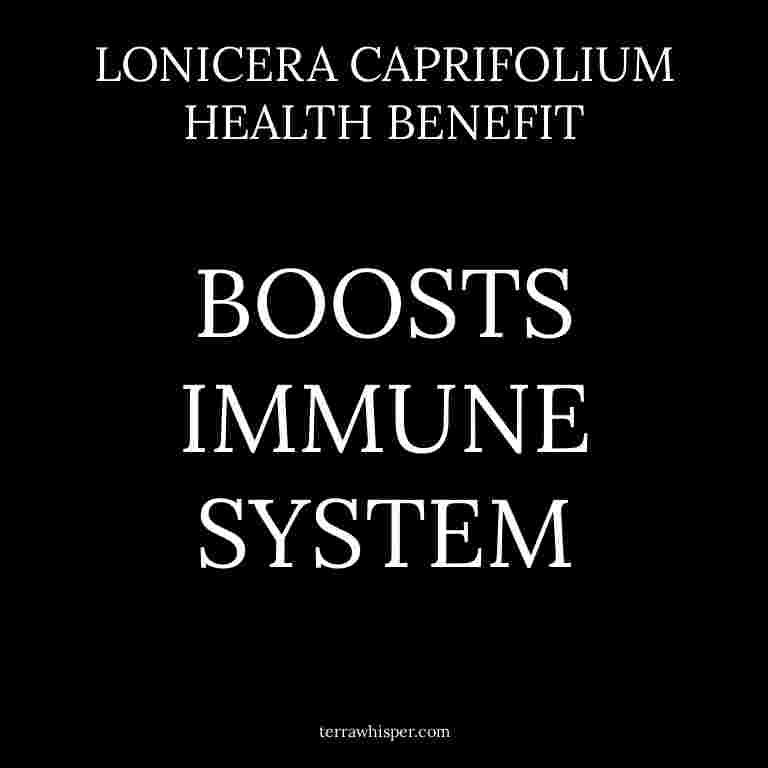 LONICERA CAPRIFOLIUM
HEALTH BENEFIT
BOOSTS
IMMUNE
SYSTEM
terrawhisper.com